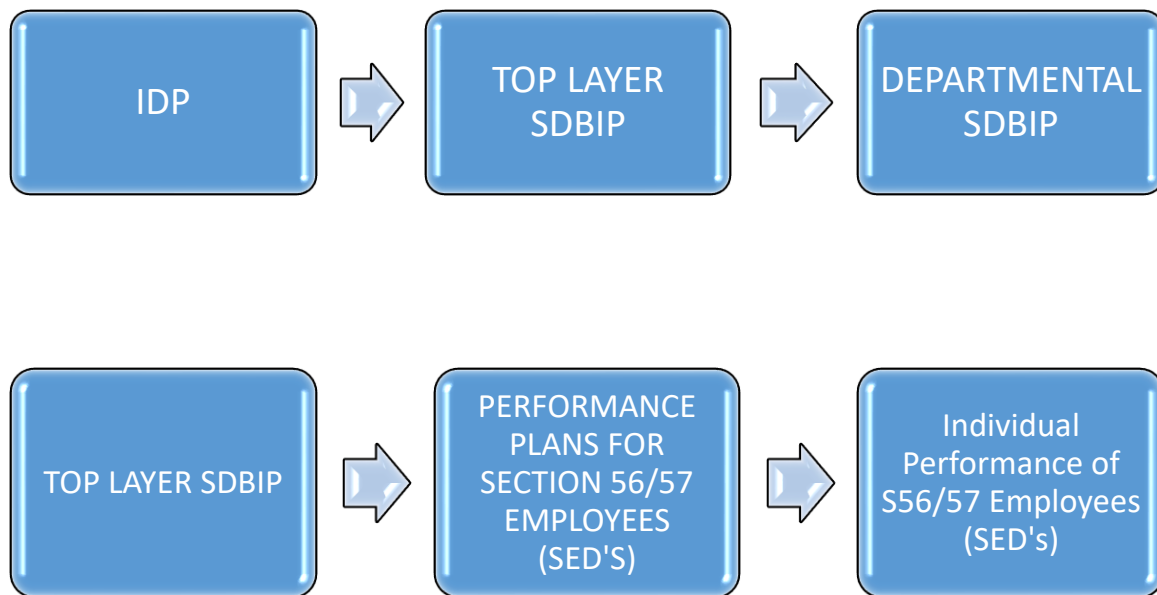 IDP
TOP LAYER
SDBIP
DEPARTMENTAL
SDBIP
TOP LAYER SDBIP
PERFORMANCE
PLANS FOR
SECTION 56/57
EMPLOYEES
(SED'S)
Individual
Performance of
S56/57 Employees
(SED's)